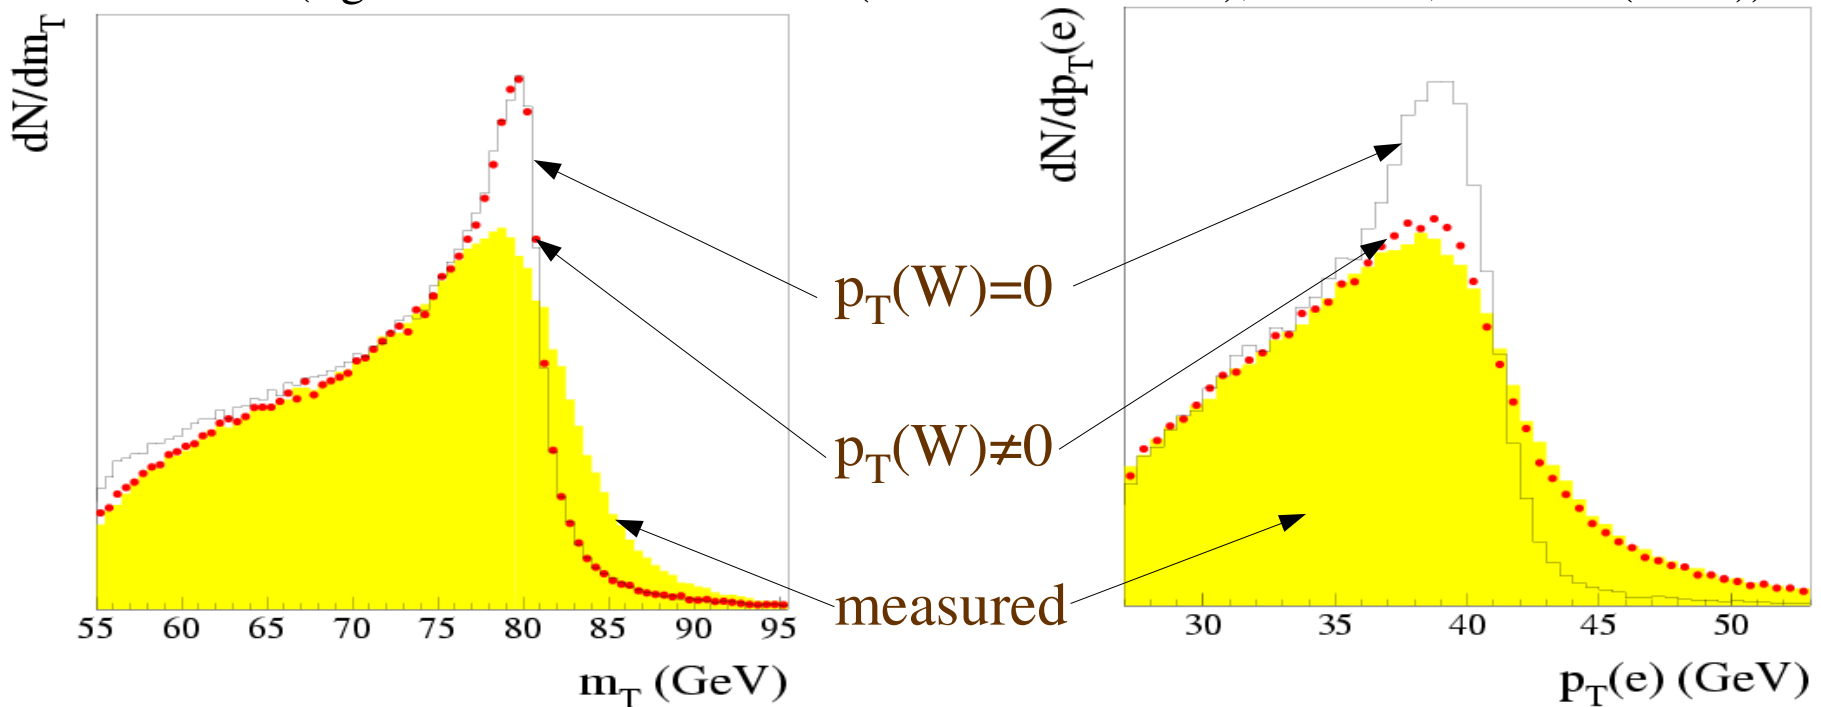 dN/dm_T
55 60 65 70 75 80 85 90 95
m_T (GeV)
p_T(W)=0
p_T(W)≠0
measured
dN/dp_T(e)
30 35 40 45 50
p_T(e) (GeV)